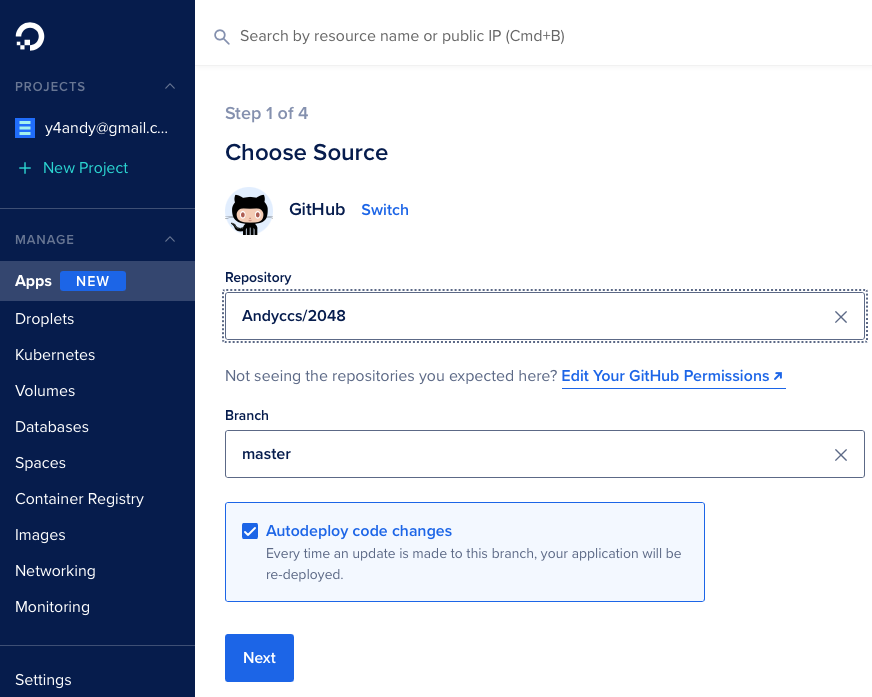 Search by resource name or public IP (Cmd+B)
PROJECTS
y4andy@gmail.c...
New Project
MANAGE
Apps NEW
Droplets
Kubernetes
Volumes
Databases
Spaces
Container Registry
Images
Networking
Monitoring
Settings
Step 1 of 4
Choose Source
GitHub Switch
Repository
Andyccs/2048
Not seeing the repositories you expected here? Edit Your GitHub Permissions
Branch
master
Autodeploy code changes
Every time an update is made to this branch, your application will be
re-deployed.
Next